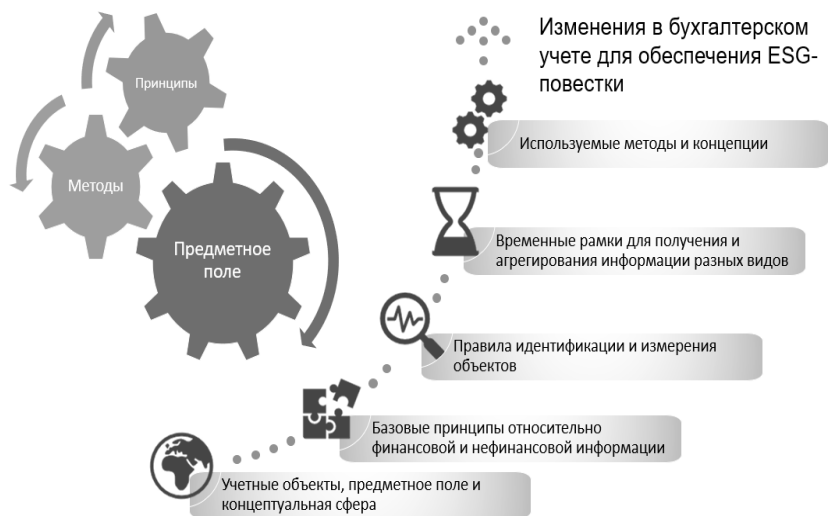 Изменения в бухгалтерском
учете для обеспечения ESG-
повестки
Принципы
Методы
Предметное
поле
Используемые методы и концепции
Временные рамки для получения и
агрегирования информации разных видов
Правила идентификации и измерения
объектов
Базовые принципы относительно
финансовой и нефинансовой информации
Учетные объекты, предметное поле и
концептуальная сфера